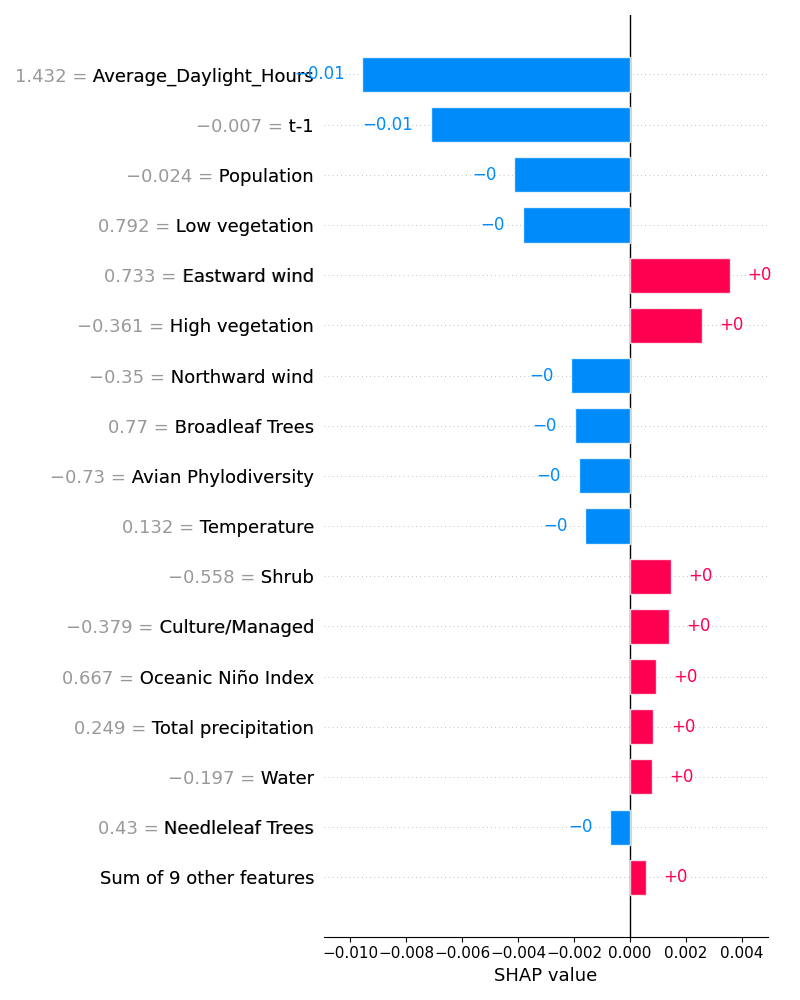 1.432 = Average_Daylight_Hours −0.01
−0.007 = t-1 −0.01
−0.024 = Population −0
0.792 = Low vegetation −0
0.733 = Eastward wind +0
−0.361 = High vegetation +0
−0.35 = Northward wind −0
0.77 = Broadleaf Trees −0
−0.73 = Avian Phylodiversity −0
0.132 = Temperature −0
−0.558 = Shrub +0
−0.379 = Culture/Managed +0
0.667 = Oceanic Niño Index +0
0.249 = Total precipitation +0
−0.197 = Water +0
0.43 = Needleleaf Trees −0
Sum of 9 other features +0
−0.010 −0.008 −0.006 −0.004 −0.002 0.000 0.002 0.004
SHAP value